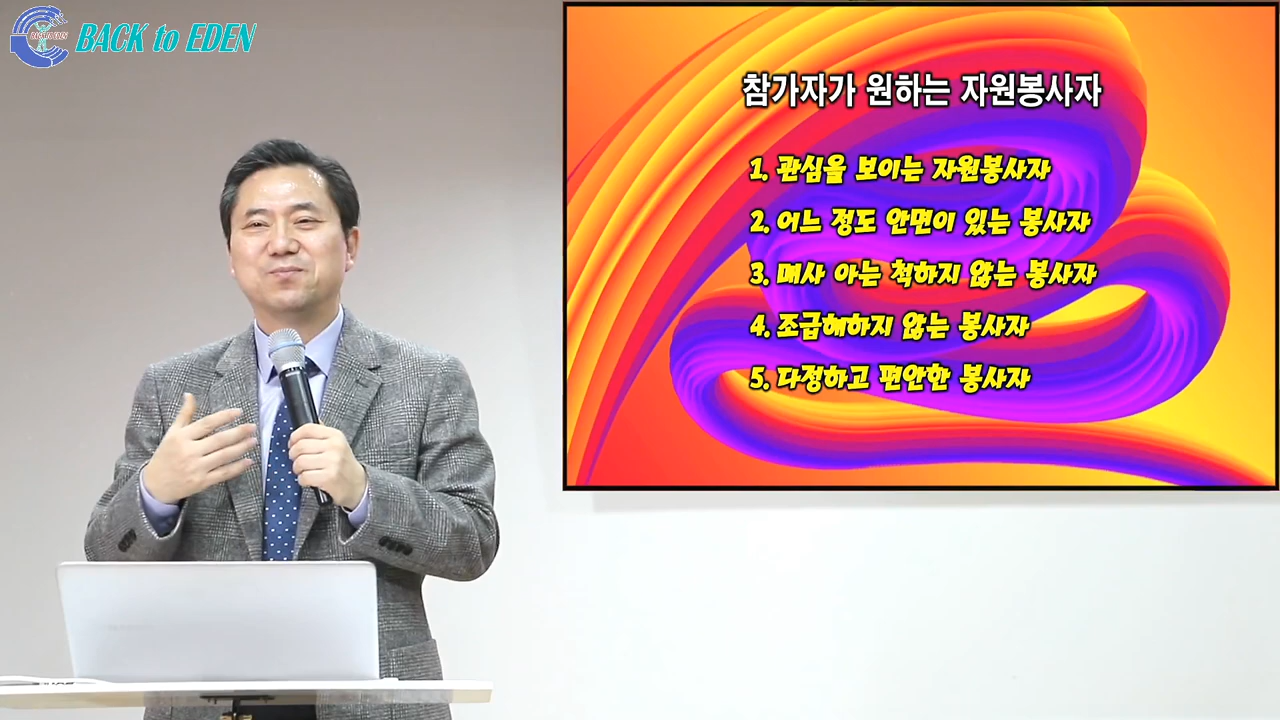 BACK to EDEN
참가자가 원하는 자원봉사자
1. 관심을 보이는 자원봉사자
2. 어느 정도 안면이 있는 봉사자
3. 매사 아는 척하지 않는 봉사자
4. 조급해하지 않는 봉사자
5. 다정하고 편안한 봉사자